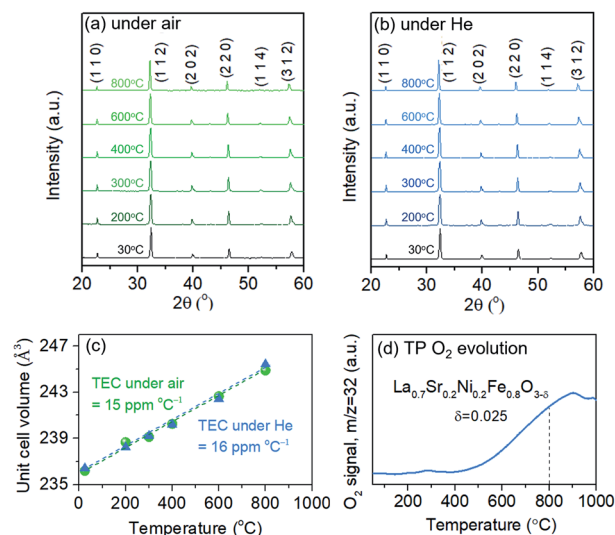 (a) under air
(1 1 0)
(1 1 2)
(2 0 2)
(2 2 0)
(1 1 4)
(3 1 2)
800°C
600°C
400°C
300°C
200°C
30°C
Intensity (a.u.)
20 30 40 50 60
2θ (°)
(b) under He
(1 1 0)
(1 1 2)
(2 0 2)
(2 2 0)
(1 1 4)
(3 1 2)
800°C
600°C
400°C
300°C
200°C
30°C
Intensity (a.u.)
20 30 40 50 60
2θ (°)
(c)
TEC under air
= 15 ppm °C⁻¹
TEC under He
= 16 ppm °C⁻¹
Unit cell volume (Å³)
247
243
239
235
0 200 400 600 800 1000
Temperature (°C)
(d) TP O₂ evolution
La₀.₇Sr₀.₂Ni₀.₂Fe₀.₈O₃₋δ
δ=0.025
O₂ signal, m/z=32 (a.u.)
200 400 600 800 1000
Temperature (°C)